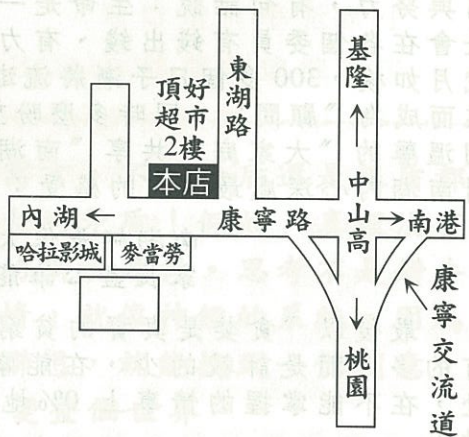 基隆
東湖路
頂好
超市
2樓
本店
中山高
內湖
康寧路
南港
哈拉影城
麥當勞
康寧交流道
桃園